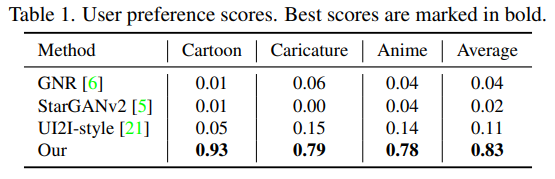 Table 1. User preference scores. Best scores are marked in bold.
Method Cartoon Caricature Anime Average
GNR [6] 0.01 0.06 0.04 0.04
StarGANv2 [5] 0.01 0.00 0.04 0.02
UI2I-style [21] 0.05 0.15 0.14 0.11
Our 0.93 0.79 0.78 0.83